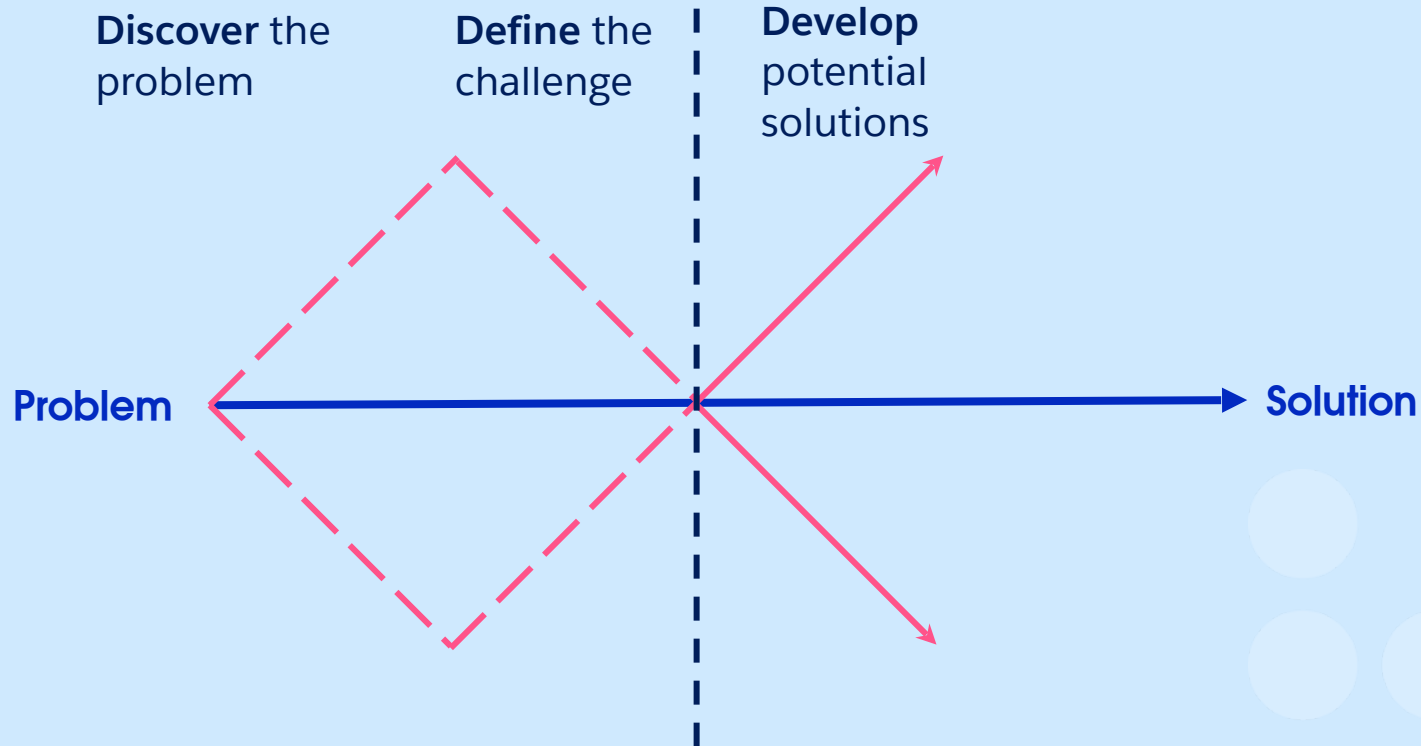 Discover the
problem
Define the
challenge
Develop
potential
solutions
Problem
Solution